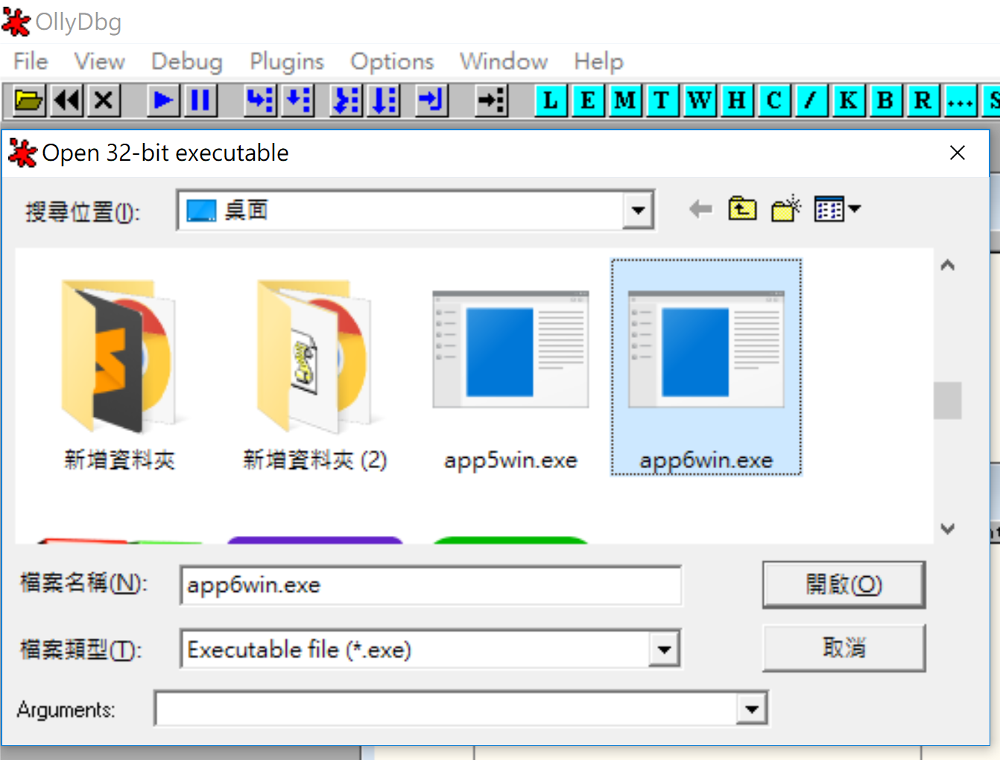 OllyDbg
File View Debug Plugins Options Window Help
L E M T W H C / K B R ... S
Open 32-bit executable
搜尋位置(I):
桌面
新增資料夾
新增資料夾 (2)
app5win.exe
app6win.exe
檔案名稱(N):
app6win.exe
開啟(O)
檔案類型(T):
Executable file (*.exe)
取消
Arguments: